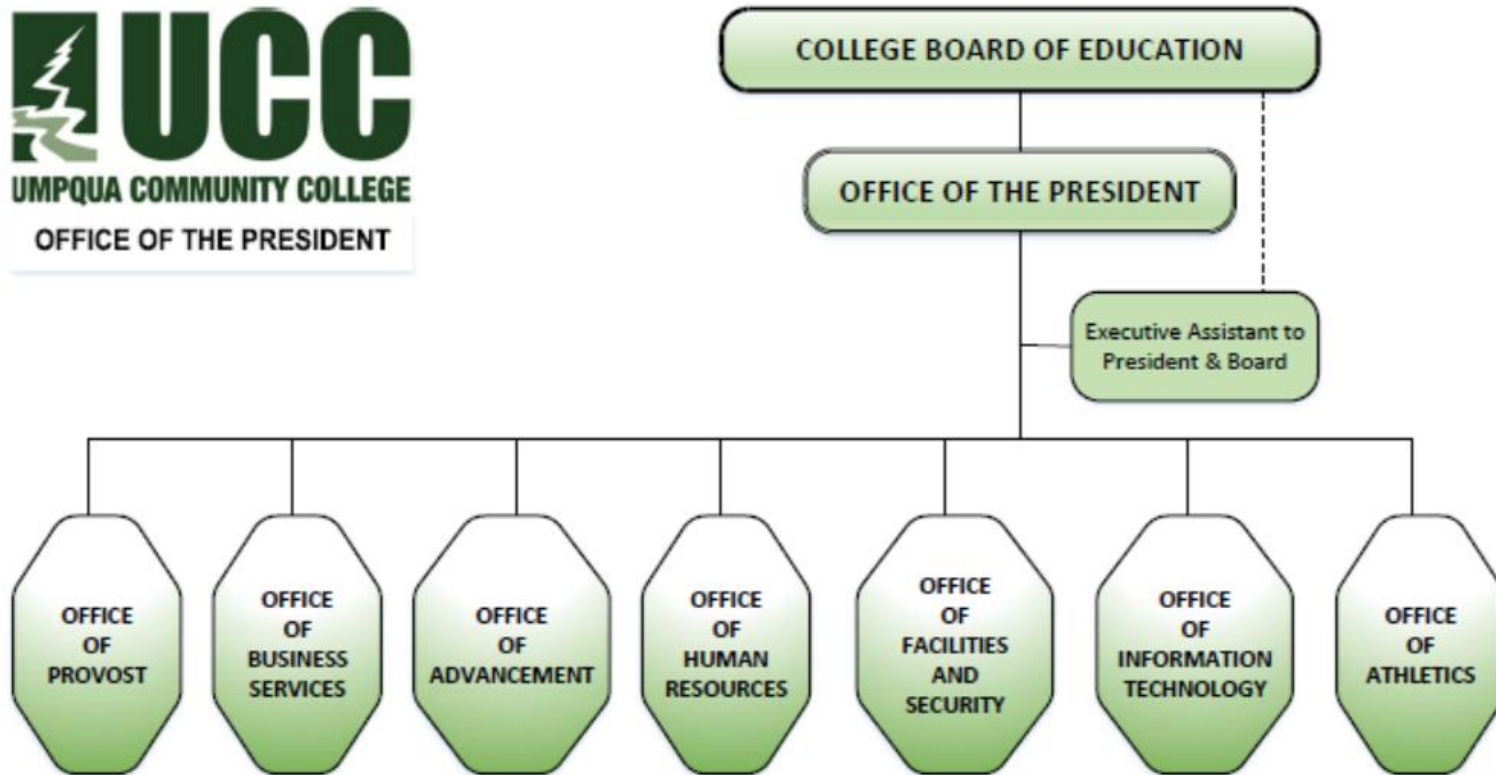 UCC
UMPQUA COMMUNITY COLLEGE
OFFICE OF THE PRESIDENT
COLLEGE BOARD OF EDUCATION
OFFICE OF THE PRESIDENT
Executive Assistant to
President & Board
OFFICE
OF
PROVOST
OFFICE
OF
BUSINESS
SERVICES
OFFICE
OF
ADVANCEMENT
OFFICE
OF
HUMAN
RESOURCES
OFFICE
OF
FACILITIES
AND
SECURITY
OFFICE
OF
INFORMATION
TECHNOLOGY
OFFICE
OF
ATHLETICS